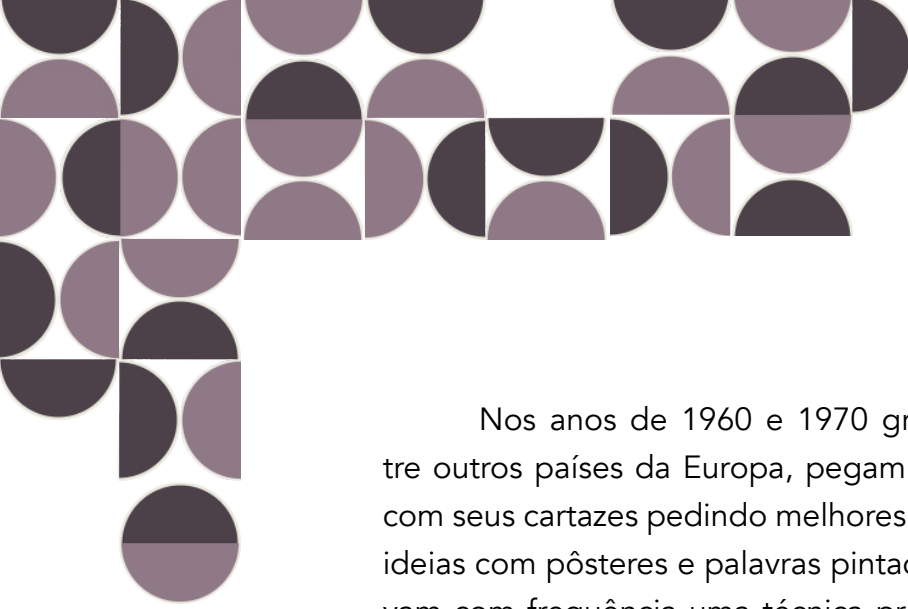 Nos anos de 1960 e 1970
tre outros países da Europa, pegam
com seus cartazes pedindo melhores
ideias com pôsteres e palavras
vam com frequência uma técnica